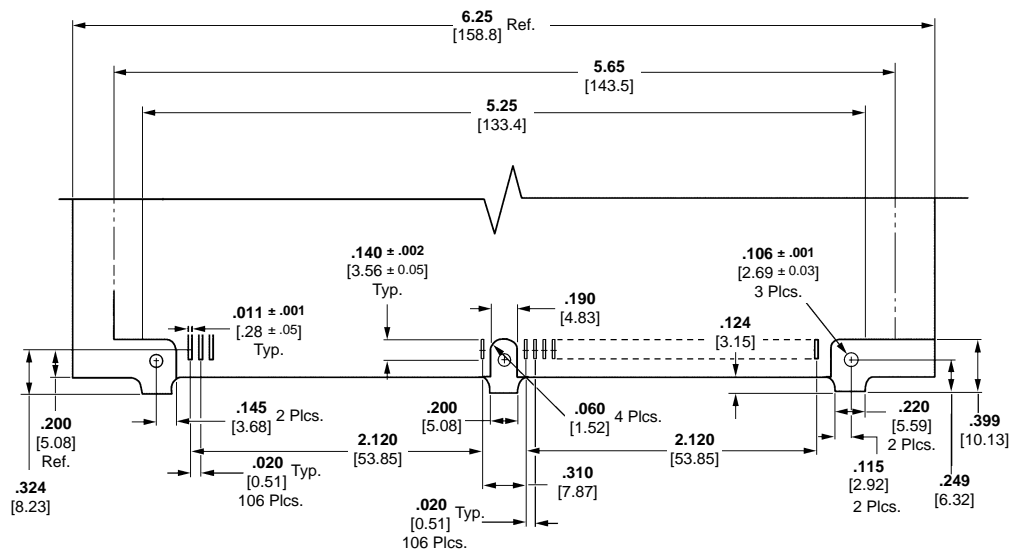 6.25 Ref.
[158.8]
5.65
[143.5]
5.25
[133.4]
.140 ± .002
[3.56 ± 0.05]
Typ.
.106 ± .001
[2.69 ± 0.03]
3 Plcs.
.011 ± .001
[.28 ± .05]
Typ.
.190
[4.83]
.124
[3.15]
.200
[5.08]
Ref.
.324
[8.23]
.145 2 Plcs.
[3.68]
.020 Typ.
[0.51]
106 Plcs.
2.120
[53.85]
.200
[5.08]
.060 4 Plcs.
[1.52]
.310
[7.87]
.020 Typ.
[0.51]
106 Plcs.
2.120
[53.85]
.220
[5.59]
2 Plcs.
.399
[10.13]
.115
[2.92]
2 Plcs.
.249
[6.32]